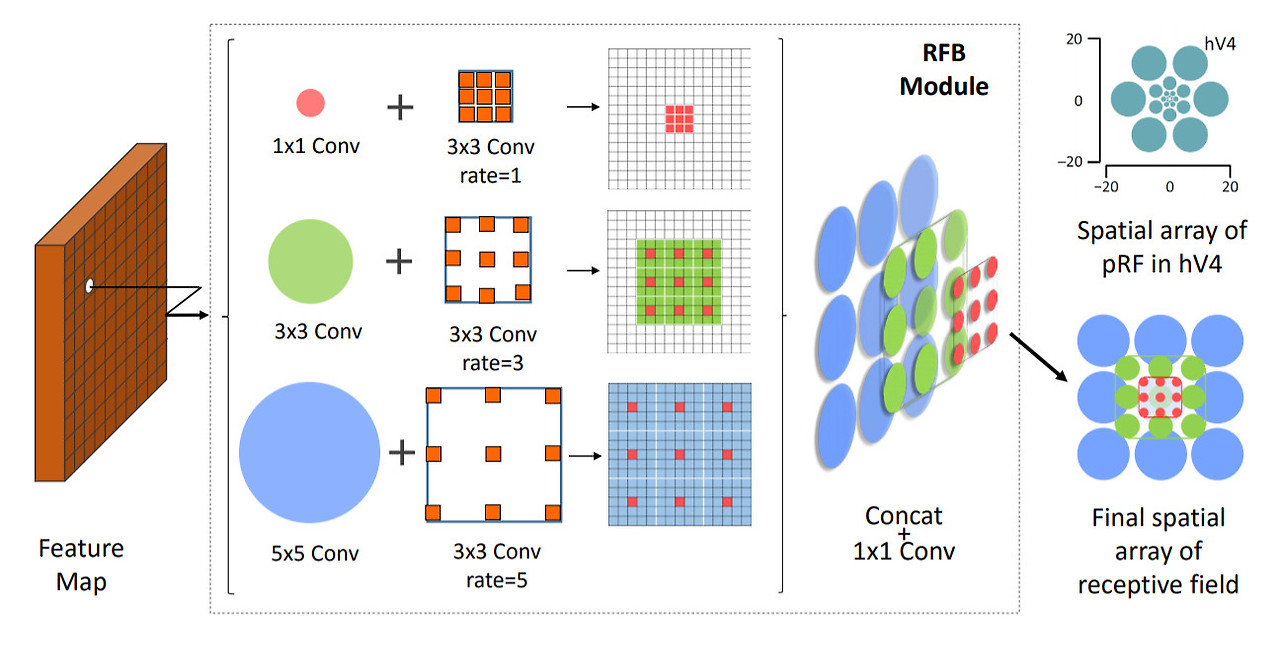 Feature
Map
1x1 Conv
+
3x3 Conv
rate=1
3x3 Conv
+
3x3 Conv
rate=3
5x5 Conv
+
3x3 Conv
rate=5
RFB
Module
Concat
+
1x1 Conv
20
0
−20
−20
0
20
hV4
Spatial array of
pRF in hV4
Final spatial
array of
receptive field